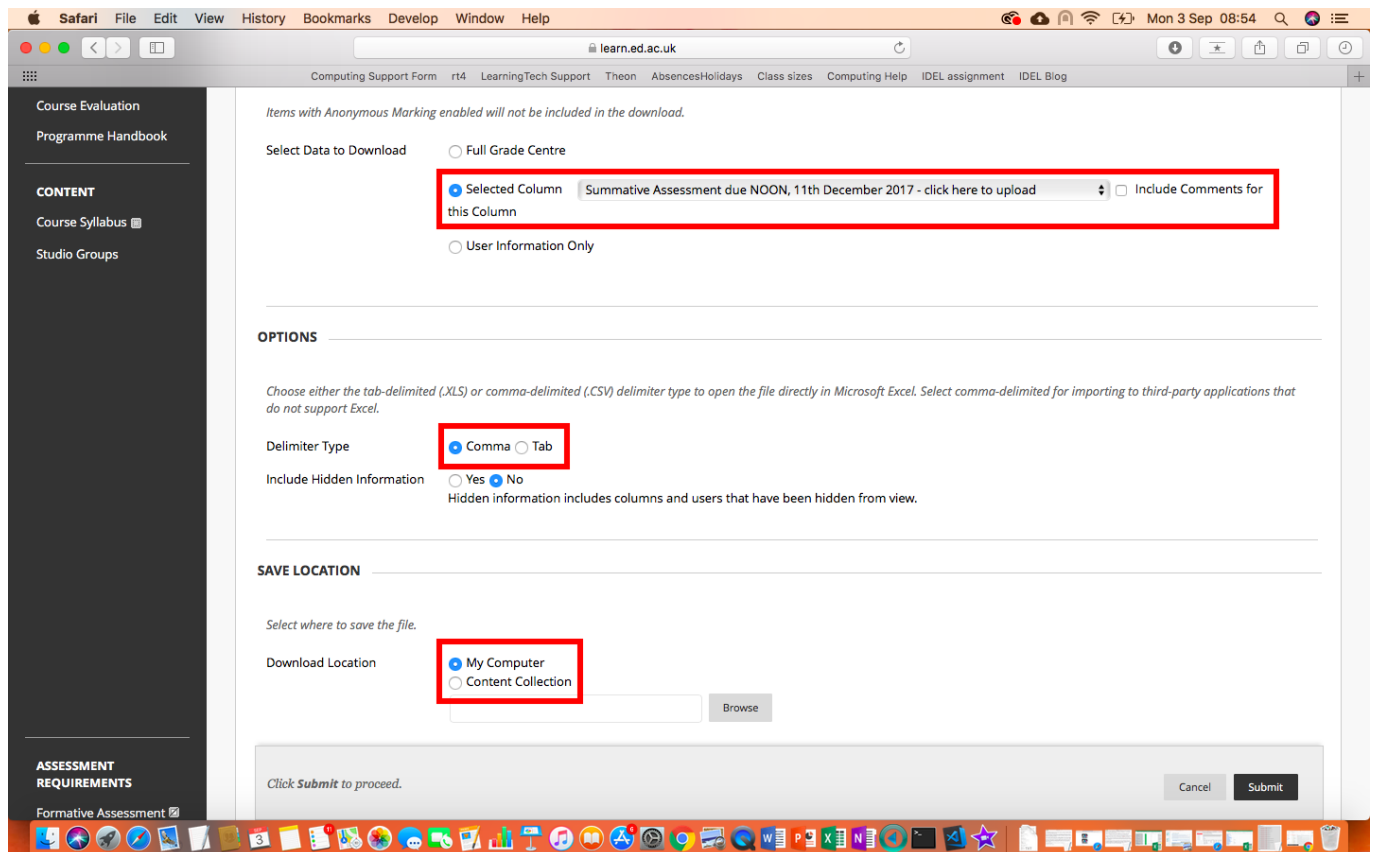 Safari File Edit View History Bookmarks Develop Window Help Mon 3 Sep 08:54
learn.ed.ac.uk
Computing Support Form rt4 LearningTech Support Theon AbsencesHolidays Class sizes Computing Help IDEL assignment IDEL Blog
Course Evaluation
Programme Handbook
CONTENT
Course Syllabus
Studio Groups
ASSESSMENT
REQUIREMENTS
Formative Assessment
Items with Anonymous Marking enabled will not be included in the download.
Select Data to Download Full Grade Centre
Selected Column Summative Assessment due NOON, 11th December 2017 - click here to upload Include Comments for
this Column
User Information Only
OPTIONS
Choose either the tab-delimited (.XLS) or comma-delimited (.CSV) delimiter type to open the file directly in Microsoft Excel. Select comma-delimited for importing to third-party applications that
do not support Excel.
Delimiter Type Comma Tab
Include Hidden Information Yes No
Hidden information includes columns and users that have been hidden from view.
SAVE LOCATION
Select where to save the file.
Download Location My Computer
Content Collection
Browse
Click Submit to proceed.
Cancel Submit